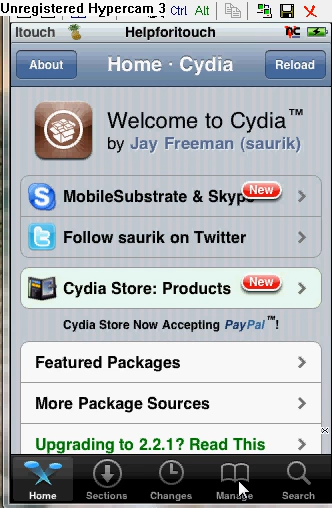 Unregistered Hypercam 3
Ctrl Alt
Itouch Helpforitouch
About Home · Cydia Reload
Welcome to Cydia™
by Jay Freeman (saurik)
MobileSubstrate & Skype New
Follow saurik on Twitter
Cydia Store: Products New
Cydia Store Now Accepting PayPal™!
Featured Packages
More Package Sources
Upgrading to 2.2.1? Read This
Home Sections Changes Manage Search